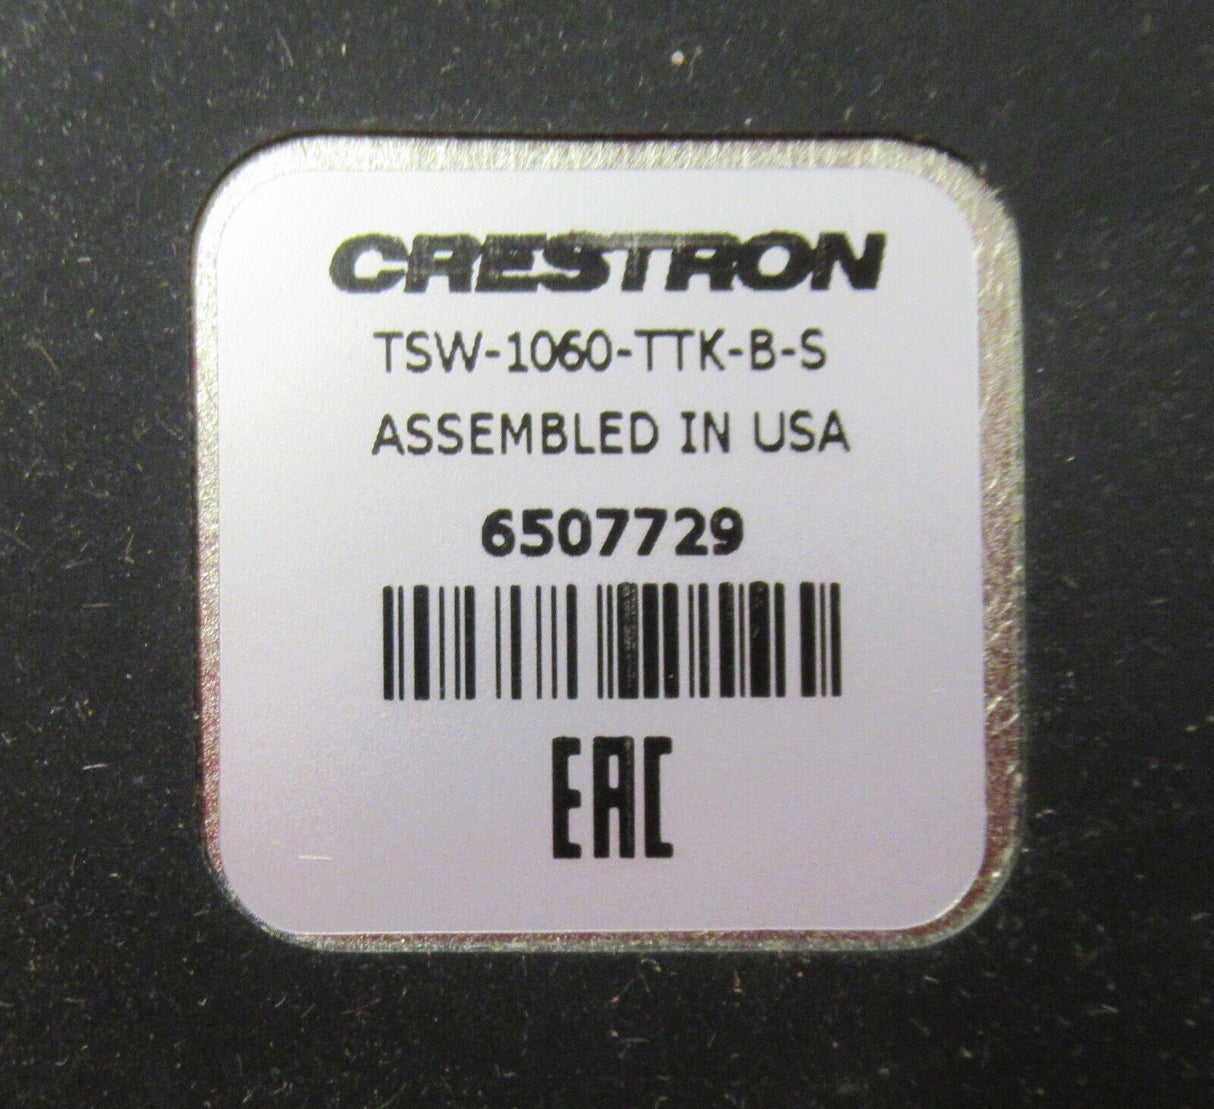 CRESTRON
TSW-1060-TTK-B-S
ASSEMBLED IN USA
6507729
EAC